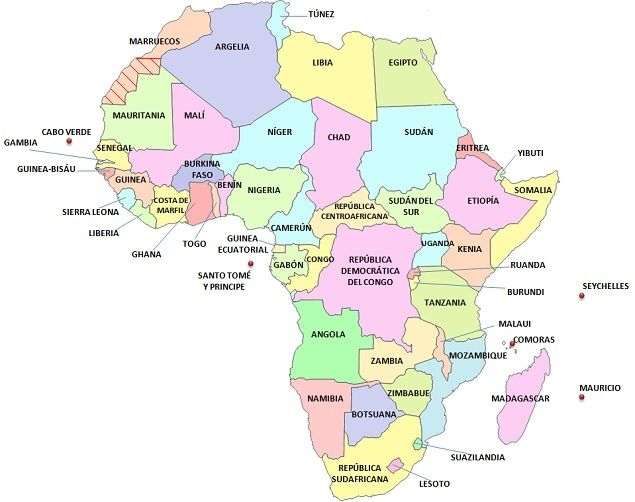 TÚNEZ
MARRUECOS
ARGELIA
LIBIA
EGIPTO
MAURITANIA
MALÍ
NÍGER
CHAD
SUDÁN
CABO VERDE
ERITREA
GAMBIA
SENEGAL
YIBUTI
GUINEA-BISÁU
GUINEA
BURKINA
FASO
BENÍN
NIGERIA
SOMALIA
ETIOPÍA
SIERRA LEONA
COSTA DE
MARFIL
REPÚBLICA
CENTROAFRICANA
SUDÁN DEL
SUR
LIBERIA
GHANA
TOGO
CAMERÚN
GUINEA
ECUATORIAL
UGANDA
KENIA
GABÓN
CONGO
REPÚBLICA
DEMOCRÁTICA
DEL CONGO
RUANDA
SANTO TOMÉ
Y PRINCIPE
BURUNDI
SEYCHELLES
TANZANIA
MALAUI
ANGOLA
COMORAS
ZAMBIA
MOZAMBIQUE
NAMIBIA
ZIMBABUE
MADAGASCAR
MAURICIO
BOTSUANA
SUAZILANDIA
REPÚBLICA
SUDAFRICANA
LESOTO